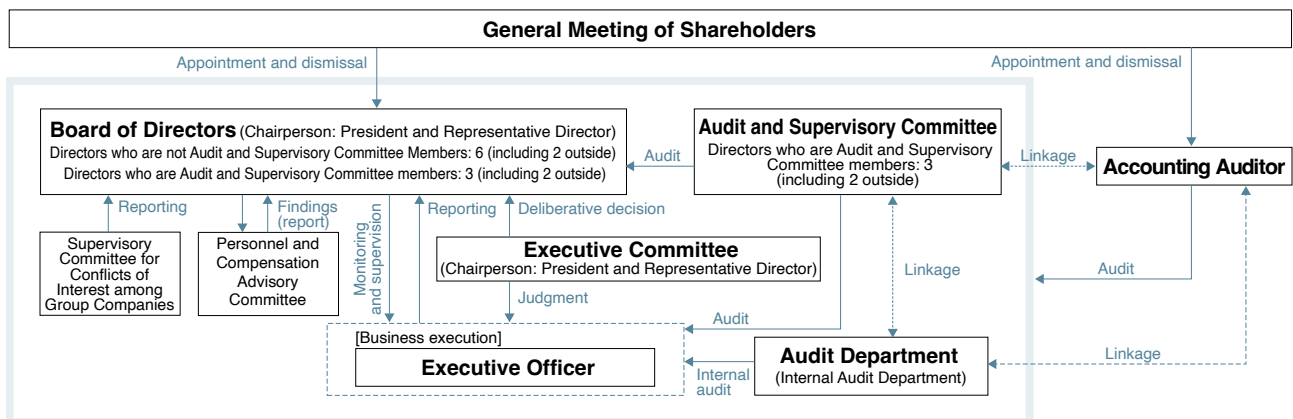 General Meeting of Shareholders
Appointment and dismissal
Appointment and dismissal
Board of Directors (Chairperson: President and Representative Director)
Directors who are not Audit and Supervisory Committee Members: 6 (including 2 outside)
Directors who are Audit and Supervisory Committee members: 3 (including 2 outside)
Audit
Audit and Supervisory Committee
Directors who are Audit and Supervisory
Committee members: 3
(including 2 outside)
Linkage
Accounting Auditor
Reporting
Findings
(report)
Monitoring
and supervision
Reporting
Deliberative decision
Supervisory
Committee for
Conflicts of
Interest among
Group Companies
Personnel and
Compensation
Advisory
Committee
Executive Committee
(Chairperson: President and Representative Director)
Linkage
Audit
Judgment
Audit
[Business execution]
Executive Officer
Internal
audit
Audit Department
(Internal Audit Department)
Linkage